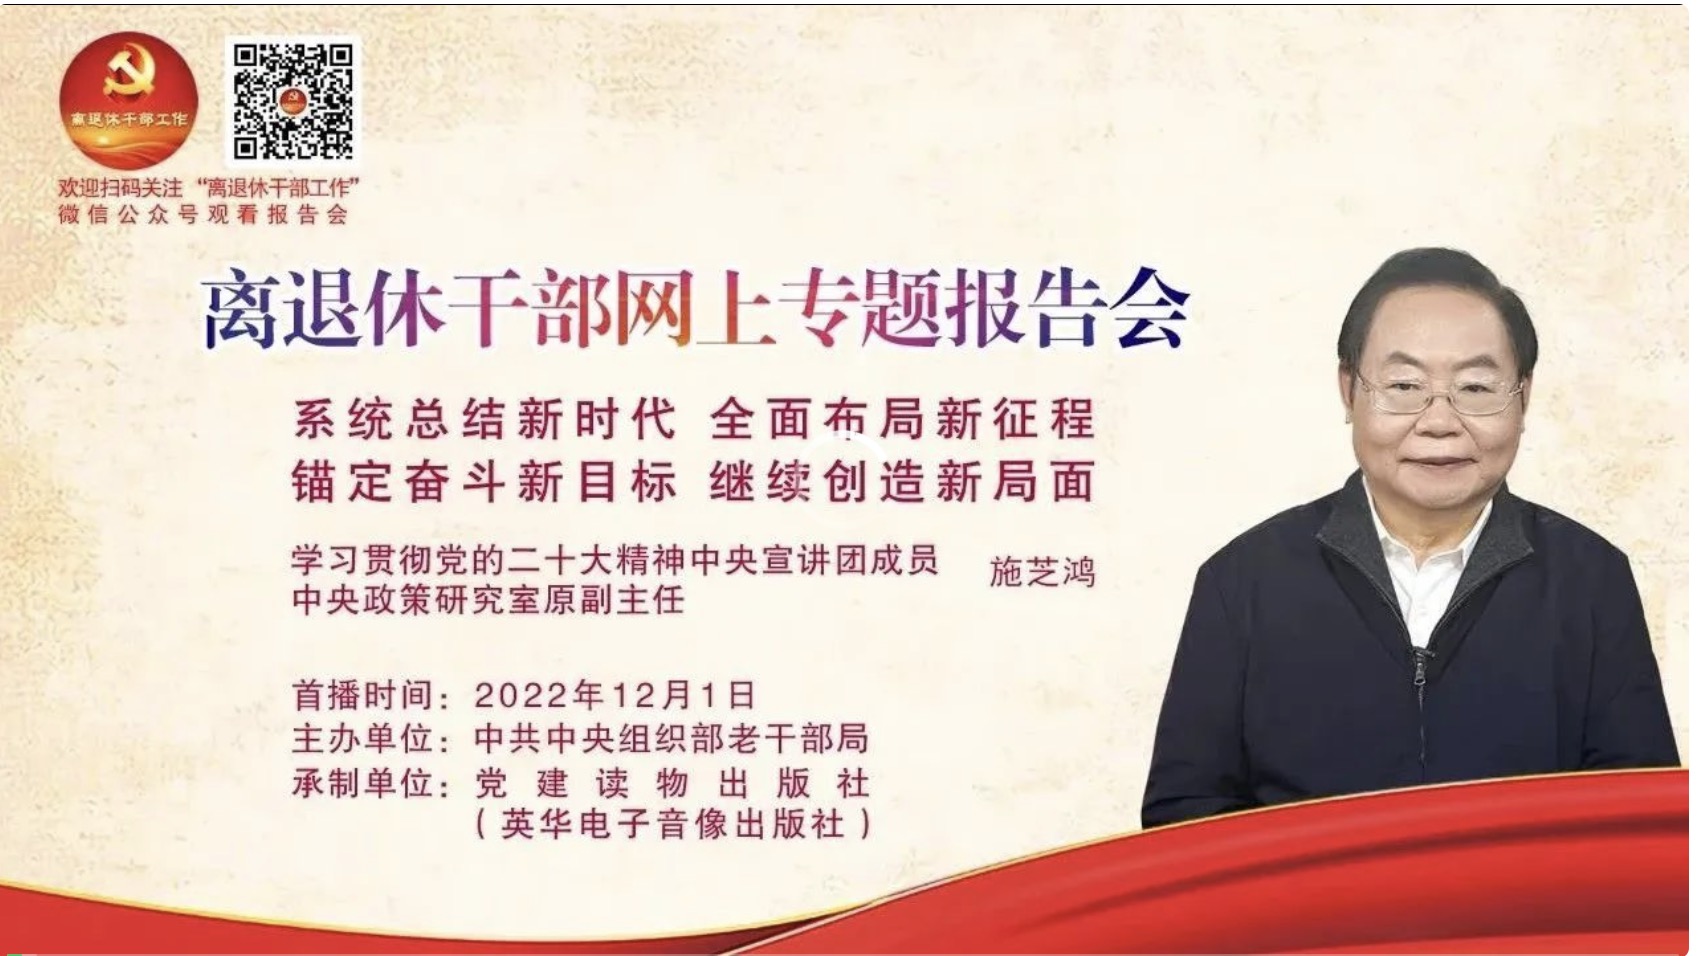 离退休干部工作
欢迎扫码关注 “离退休干部工作”
微信公众号观看报告会
离退休干部网上专题报告会
系统总结新时代 全面布局新征程
锚定奋斗新目标 继续创造新局面
学习贯彻党的二十大精神中央宣讲团成员
中央政策研究室原副主任
施芝鸿
首播时间：2022年12月1日
主办单位：中共中央组织部老干部局
承制单位：党建读物出版社
（英华电子音像出版社）